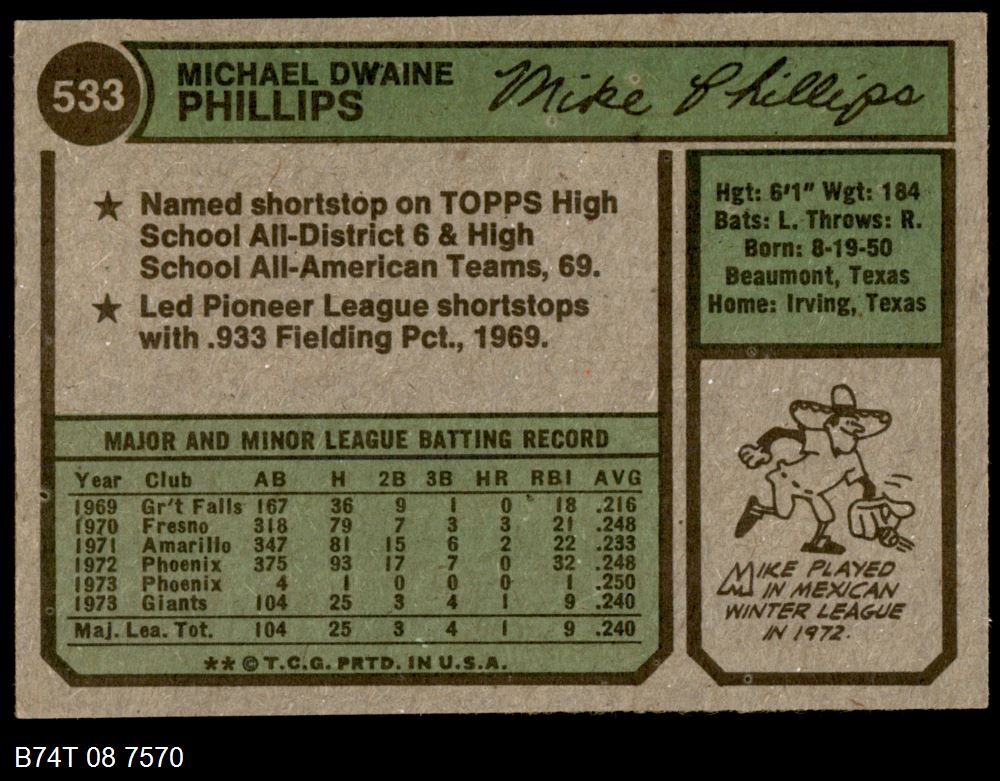 533
MICHAEL DWAINE
PHILLIPS
Mike Phillips
★ Named shortstop on TOPPS High
School All-District 6 & High
School All-American Teams, 69.
★ Led Pioneer League shortstops
with .933 Fielding Pct., 1969.
Hgt: 6'1" Wgt: 184
Bats: L. Throws: R.
Born: 8-19-50
Beaumont, Texas
Home: Irving, Texas
MAJOR AND MINOR LEAGUE BATTING RECORD
Year Club AB H 2B 3B HR RBI AVG
1969 Gr't Falls 167 36 9 1 0 18 .216
1970 Fresno 318 79 7 3 3 21 .248
1971 Amarillo 347 81 15 6 2 22 .233
1972 Phoenix 375 93 17 7 0 32 .248
1973 Phoenix 4 1 0 0 0 1 .250
1973 Giants 104 25 3 4 1 9 .240
Maj. Lea. Tot. 104 25 3 4 1 9 .240
** © T.C.G. PRTD. IN U.S.A.
MIKE PLAYED
IN MEXICAN
WINTER LEAGUE
IN 1972.
B74T 08 7570